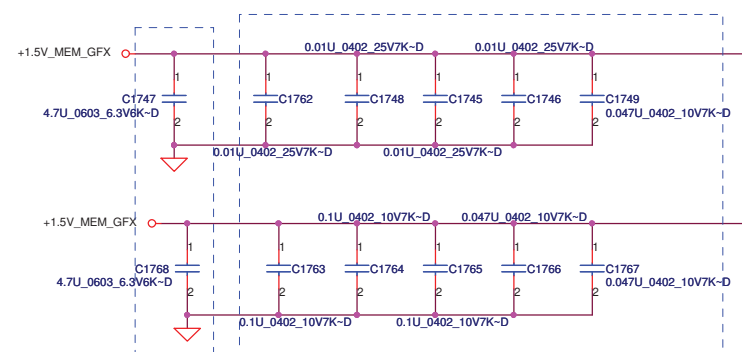 +1.5V_MEM_GFX
0.01U_0402_25V7K~D
0.01U_0402_25V7K~D
1
1
1
1
1
1
C1747
C1762
C1748
C1745
C1746
C1749
4.7U_0603_6.3V6K~D
0.047U_0402_10V7K~D
2
2
2
2
2
2
0.01U_0402_25V7K~D
0.01U_0402_25V7K~D
+1.5V_MEM_GFX
0.1U_0402_10V7K~D
0.047U_0402_10V7K~D
1
1
1
1
1
1
C1768
C1763
C1764
C1765
C1766
C1767
4.7U_0603_6.3V6K~D
0.047U_0402_10V7K~D
2
2
2
2
2
2
0.1U_0402_10V7K~D
0.1U_0402_10V7K~D